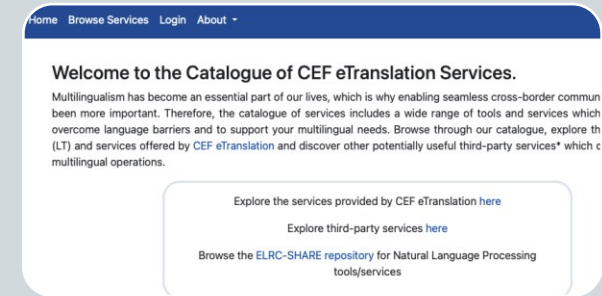 Home Browse Services Login About
Welcome to the Catalogue of CEF eTranslation Services.
Multilingualism has become an essential part of our lives, which is why enabling seamless cross-border commun
been more important. Therefore, the catalogue of services includes a wide range of tools and services which
overcome language barriers and to support your multilingual needs. Browse through our catalogue, explore th
(LT) and services offered by CEF eTranslation and discover other potentially useful third-party services* which c
multilingual operations.
Explore the services provided by CEF eTranslation here
Explore third-party services here
Browse the ELRC-SHARE repository for Natural Language Processing
tools/services